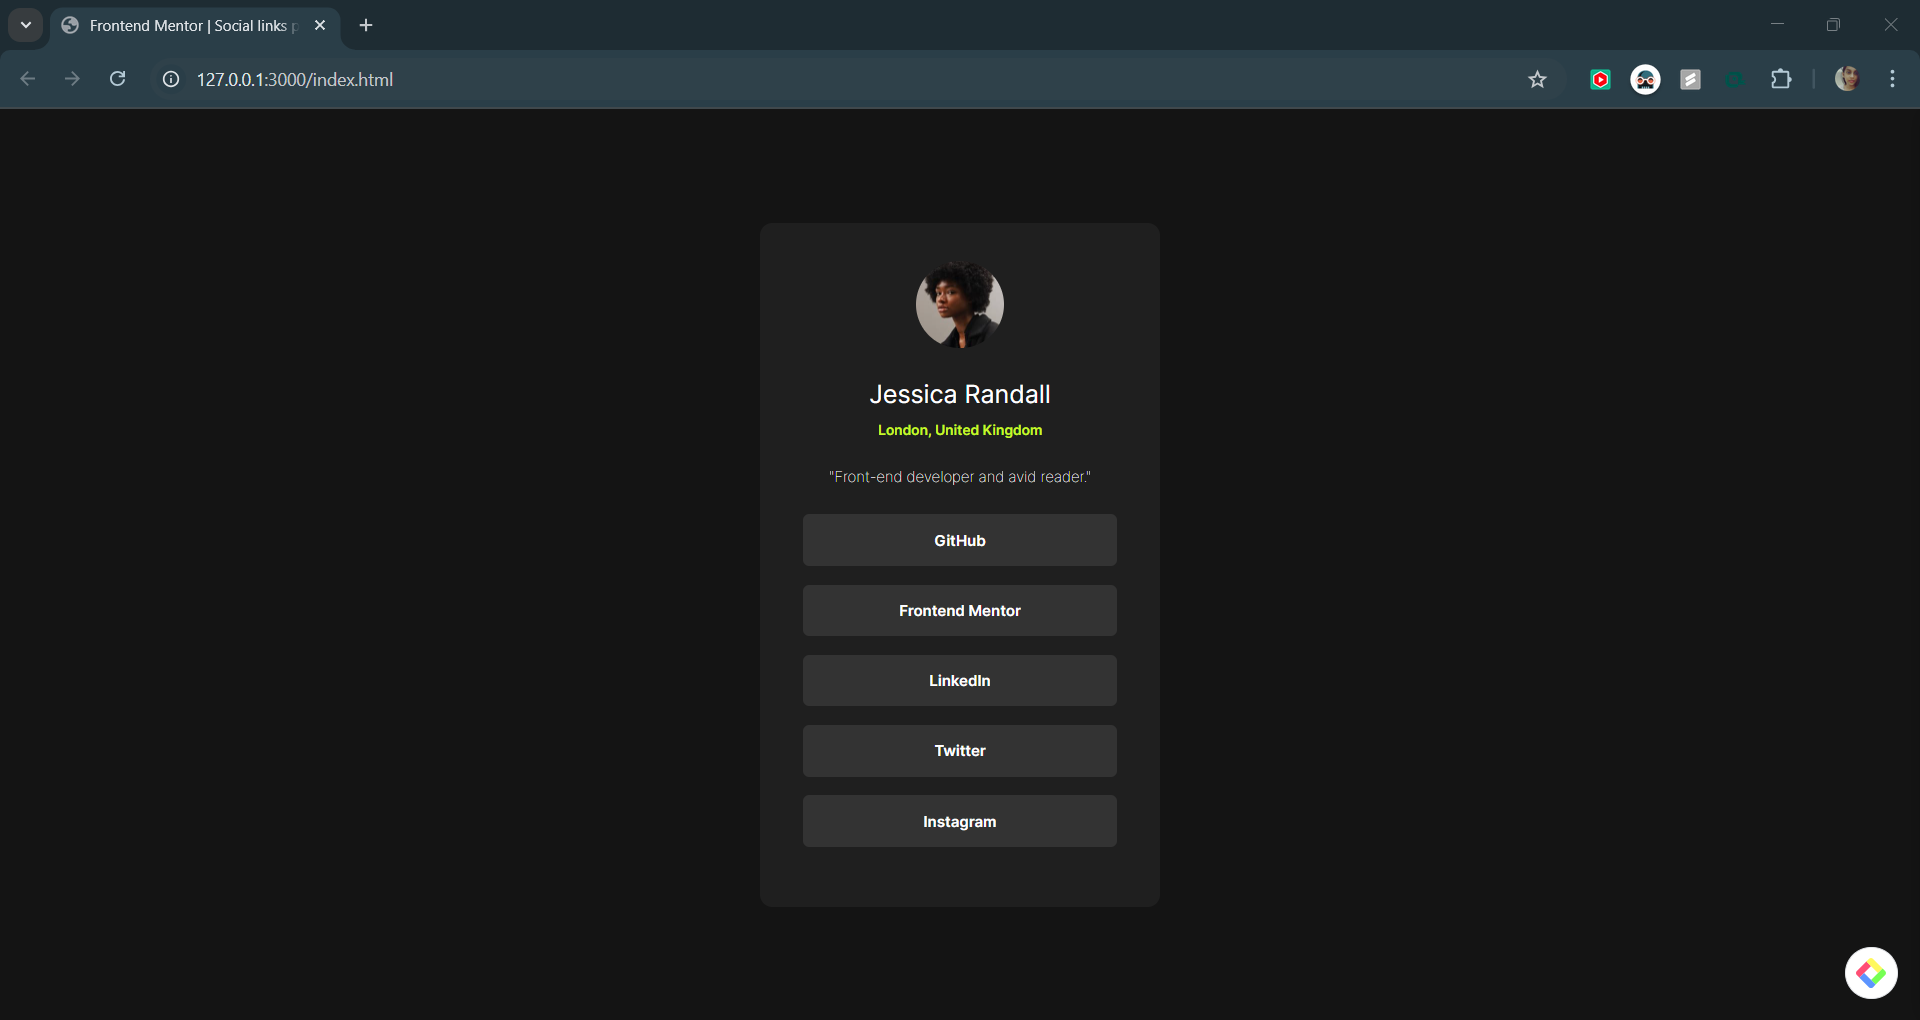 Frontend Mentor | Social links p
127.0.0.1:3000/index.html
Jessica Randall
London, United Kingdom
"Front-end developer and avid reader."
GitHub
Frontend Mentor
LinkedIn
Twitter
Instagram